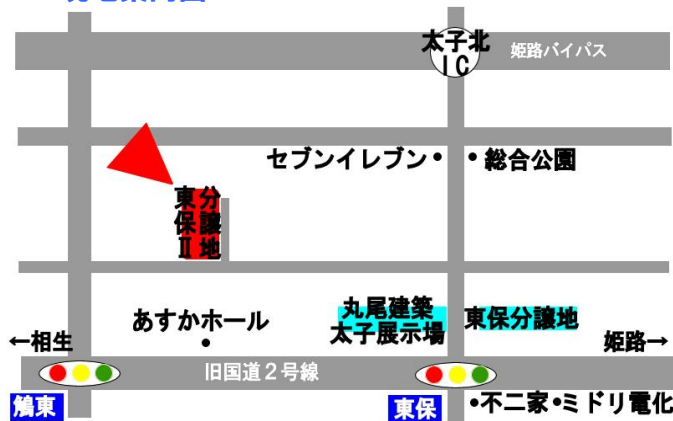 太子北
IC
姫路バイパス
セブンイレブン•
•総合公園
東保Ⅱ
分譲地
あすかホール
•
丸尾建築
太子展示場
東保分譲地
←相生
姫路→
旧国道2号線
鵤東
東保
•不二家•ミドリ電化